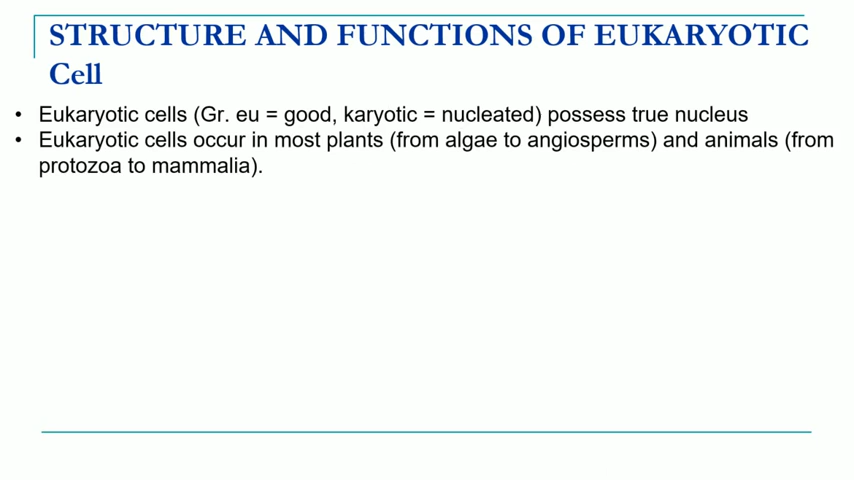 STRUCTURE AND FUNCTIONS OF EUKARYOTIC
Cell
• Eukaryotic cells (Gr. eu = good, karyotic = nucleated) possess true nucleus
• Eukaryotic cells occur in most plants (from algae to angiosperms) and animals (from
protozoa to mammalia).